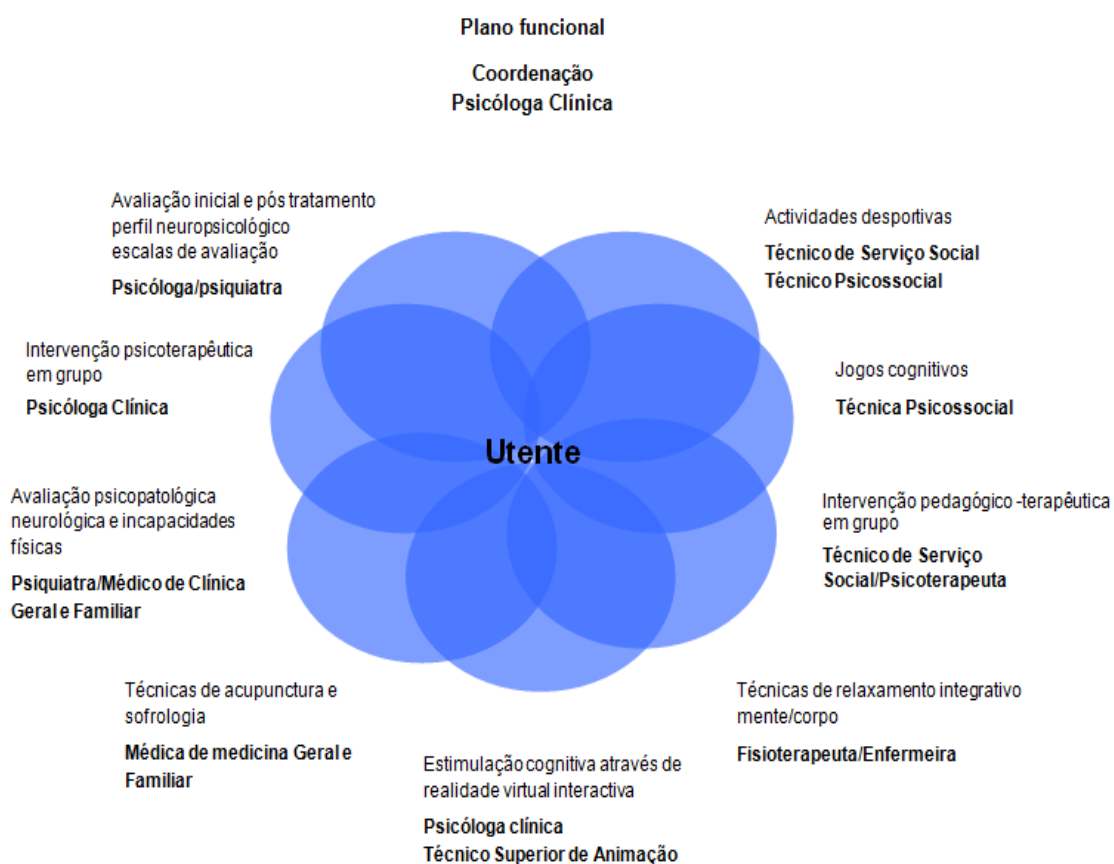 Plano funcional
Coordenação
Psicóloga Clínica
Avaliação inicial e pós tratamento
perfil neuropsicológico
escalas de avaliação
Psicóloga/psiquiatra
Actividades desportivas
Técnico de Serviço Social
Técnico Psicossocial
Intervenção psicoterapêutica
em grupo
Psicóloga Clínica
Jogos cognitivos
Técnica Psicossocial
Utente
Avaliação psicopatológica
neurológica e incapacidades
físicas
Psiquiatra/Médico de Clínica
Geral e Familiar
Intervenção pedagógico -terapêutica
em grupo
Técnico de Serviço
Social/Psicoterapeuta
Técnicas de acupunctura e
sofrologia
Médica de medicina Geral e
Familiar
Técnicas de relaxamento integrativo
mente/corpo
Fisioterapeuta/Enfermeira
Estimulação cognitiva através de
realidade virtual interactiva
Psicóloga clínica
Técnico Superior de Animação